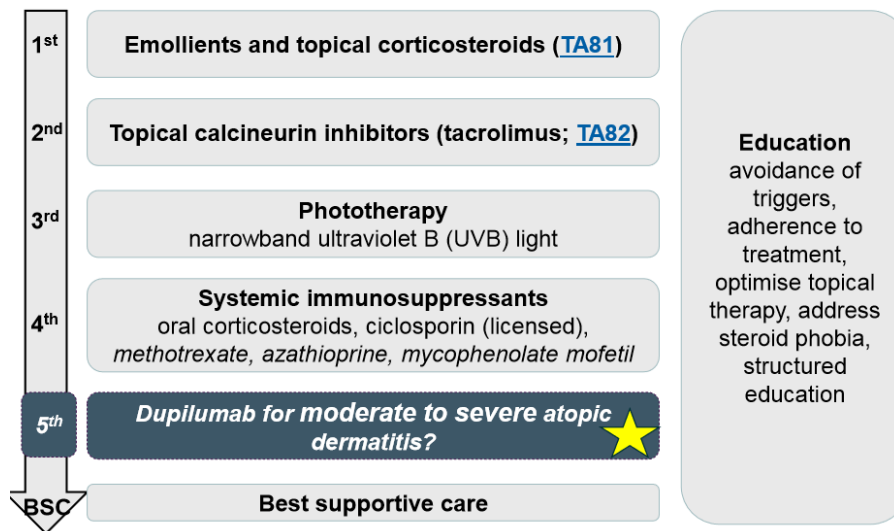 1st
Emollients and topical corticosteroids (TA81)
2nd
Topical calcineurin inhibitors (tacrolimus; TA82)
3rd
Phototherapy
narrowband ultraviolet B (UVB) light
4th
Systemic immunosuppressants
oral corticosteroids, ciclosporin (licensed),
methotrexate, azathioprine, mycophenolate mofetil
5th
Dupilumab for moderate to severe atopic
dermatitis?
BSC
Best supportive care
Education
avoidance of
triggers,
adherence to
treatment,
optimise topical
therapy, address
steroid phobia,
structured
education